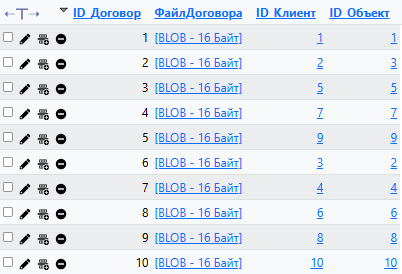 ID_Договор ФайлДоговора ID_Клиент ID_Объект
1 [BLOB - 16 Байт] 1 1
2 [BLOB - 16 Байт] 2 3
3 [BLOB - 16 Байт] 5 5
4 [BLOB - 16 Байт] 7 7
5 [BLOB - 16 Байт] 9 9
6 [BLOB - 16 Байт] 3 2
7 [BLOB - 16 Байт] 4 4
8 [BLOB - 16 Байт] 6 6
9 [BLOB - 16 Байт] 8 8
10 [BLOB - 16 Байт] 10 10